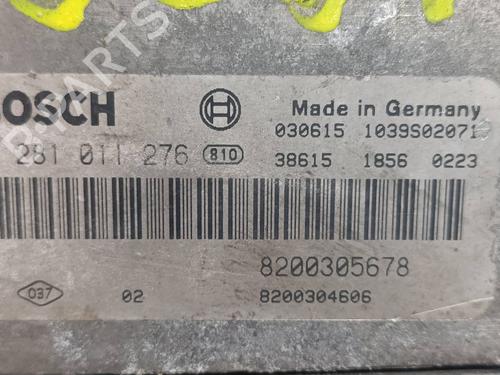 OSCH
Made in Germany
030615 1039S02071
281 011 276 810
38615 1856 0223
8200305678
037 02 8200304606